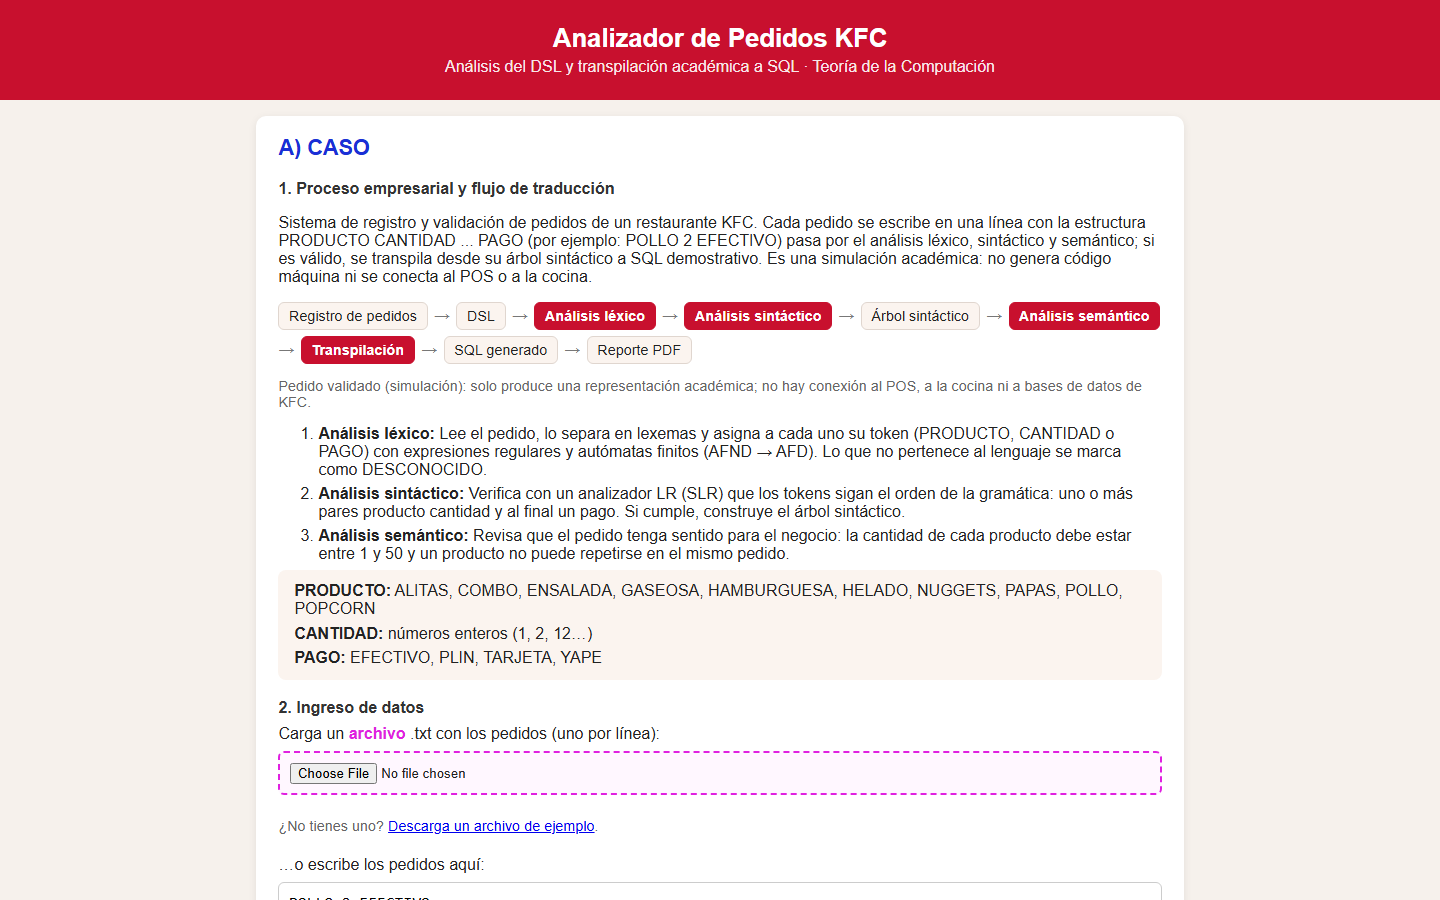 Analizador de Pedidos KFC
Análisis del DSL y transpilación académica a SQL · Teoría de la Computación
A) CASO
1. Proceso empresarial y flujo de traducción
Sistema de registro y validación de pedidos de un restaurante KFC. Cada pedido se escribe en una línea con la estructura
PRODUCTO CANTIDAD ... PAGO (por ejemplo: POLLO 2 EFECTIVO) pasa por el análisis léxico, sintáctico y semántico; si
es válido, se transpila desde su árbol sintáctico a SQL demostrativo. Es una simulación académica: no genera código
máquina ni se conecta al POS o a la cocina.
Registro de pedidos → DSL → Análisis léxico → Análisis sintáctico → Árbol sintáctico → Análisis semántico
→ Transpilación → SQL generado → Reporte PDF
Pedido validado (simulación): solo produce una representación académica; no hay conexión al POS, a la cocina ni a bases de datos de
KFC.
1. Análisis léxico: Lee el pedido, lo separa en lexemas y asigna a cada uno su token (PRODUCTO, CANTIDAD o
PAGO) con expresiones regulares y autómatas finitos (AFND → AFD). Lo que no pertenece al lenguaje se marca
como DESCONOCIDO.
2. Análisis sintáctico: Verifica con un analizador LR (SLR) que los tokens sigan el orden de la gramática: uno o más
pares producto cantidad y al final un pago. Si cumple, construye el árbol sintáctico.
3. Análisis semántico: Revisa que el pedido tenga sentido para el negocio: la cantidad de cada producto debe estar
entre 1 y 50 y un producto no puede repetirse en el mismo pedido.
PRODUCTO: ALITAS, COMBO, ENSALADA, GASEOSA, HAMBURGUESA, HELADO, NUGGETS, PAPAS, POLLO,
POPCORN
CANTIDAD: números enteros (1, 2, 12…)
PAGO: EFECTIVO, PLIN, TARJETA, YAPE
2. Ingreso de datos
Carga un archivo .txt con los pedidos (uno por línea):
Choose File No file chosen
¿No tienes uno? Descarga un archivo de ejemplo.
…o escribe los pedidos aquí: